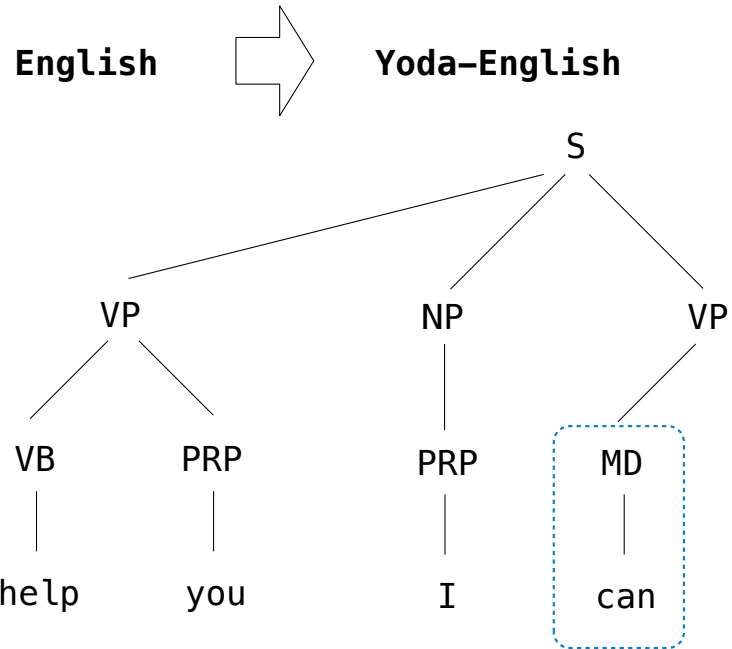 English Yoda–English
S
VP NP VP
VB PRP PRP MD
help you I can